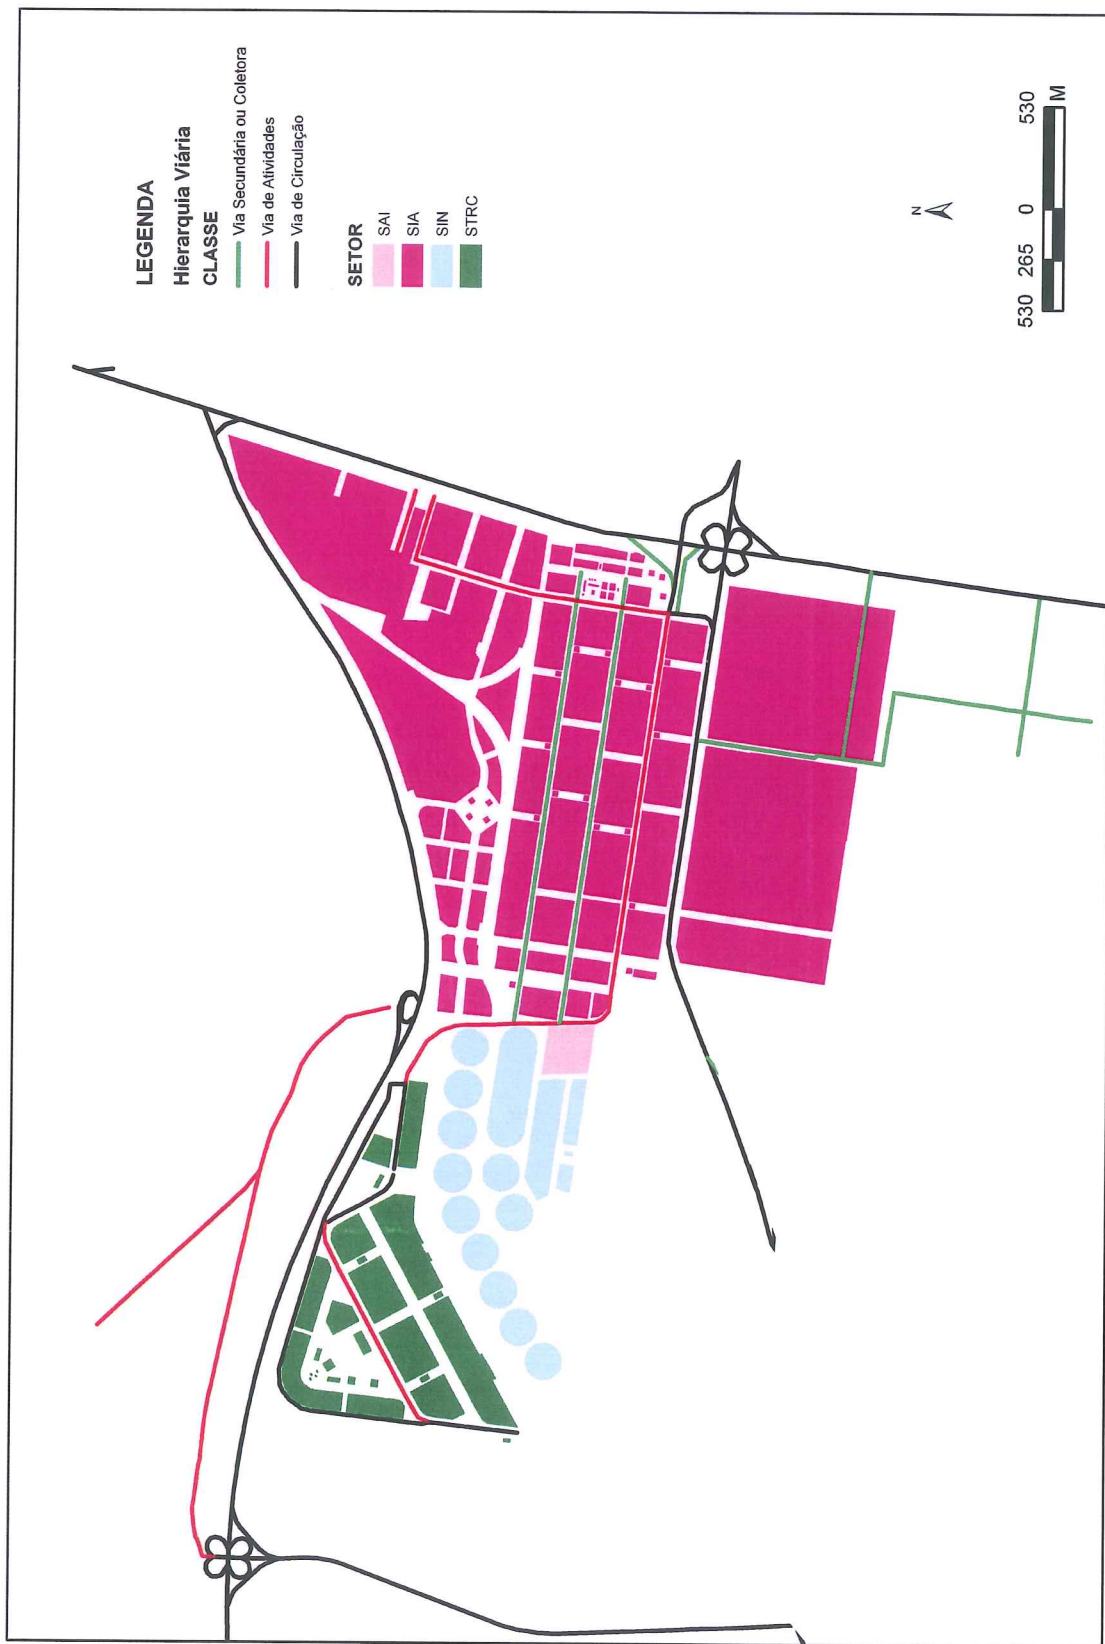 LEGENDA
Hierarquia Viária
CLASSE
Via Secundária ou Coletora
Via de Atividades
Via de Circulação
SETOR
SAI
SIA
SIN
STRC
N
530 265 0 530
M